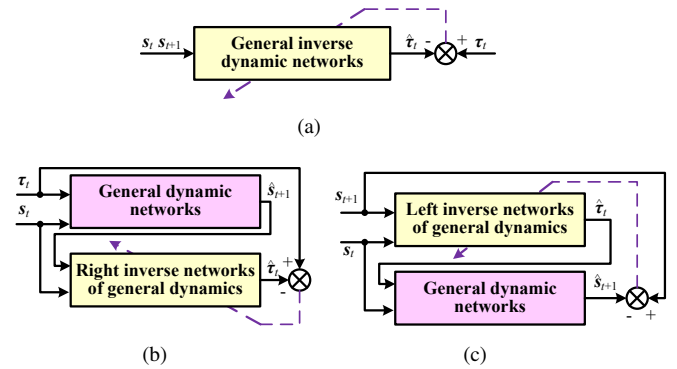 s_t s_{t+1} General inverse dynamic networks τ̂_t - + τ_t
(a)
τ_t
s_t
General dynamic
networks
ŝ_{t+1}
Right inverse networks
of general dynamics
τ̂_t
+
-
(b)
s_{t+1}
s_t
Left inverse networks
of general dynamics
τ̂_t
General dynamic
networks
ŝ_{t+1}
- +
(c)